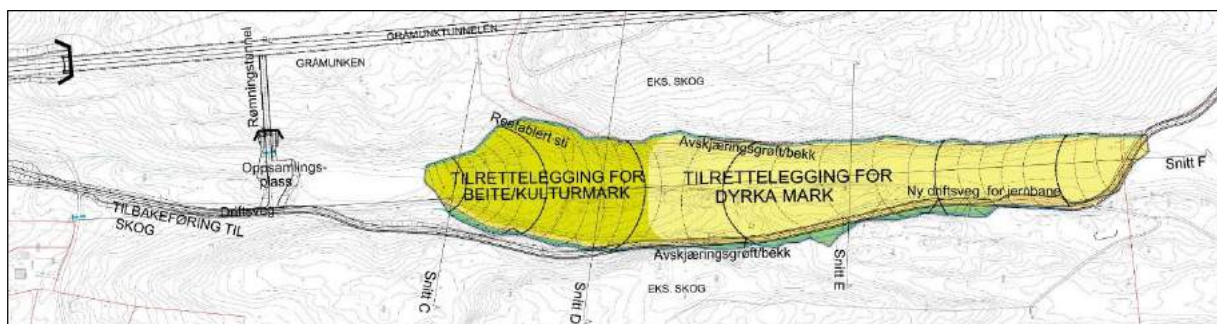 GRÅMUNKTUNNELEN
GRÅMUNKEN
Rømningstunnel
EKS. SKOG
Reetablert sti
Avskjæringsgrøft/bekk
Snitt F
Oppsamlings-
plass
TILRETTELEGGING FOR
BEITE/KULTURMARK
TILRETTELEGGING FOR
DYRKA MARK
Ny driftsveg for jernbane
Driftsveg
TILBAKEFØRING TIL
SKOG
Avskjæringsgrøft/bekk
Snitt C
Snitt D
Snitt E
EKS. SKOG